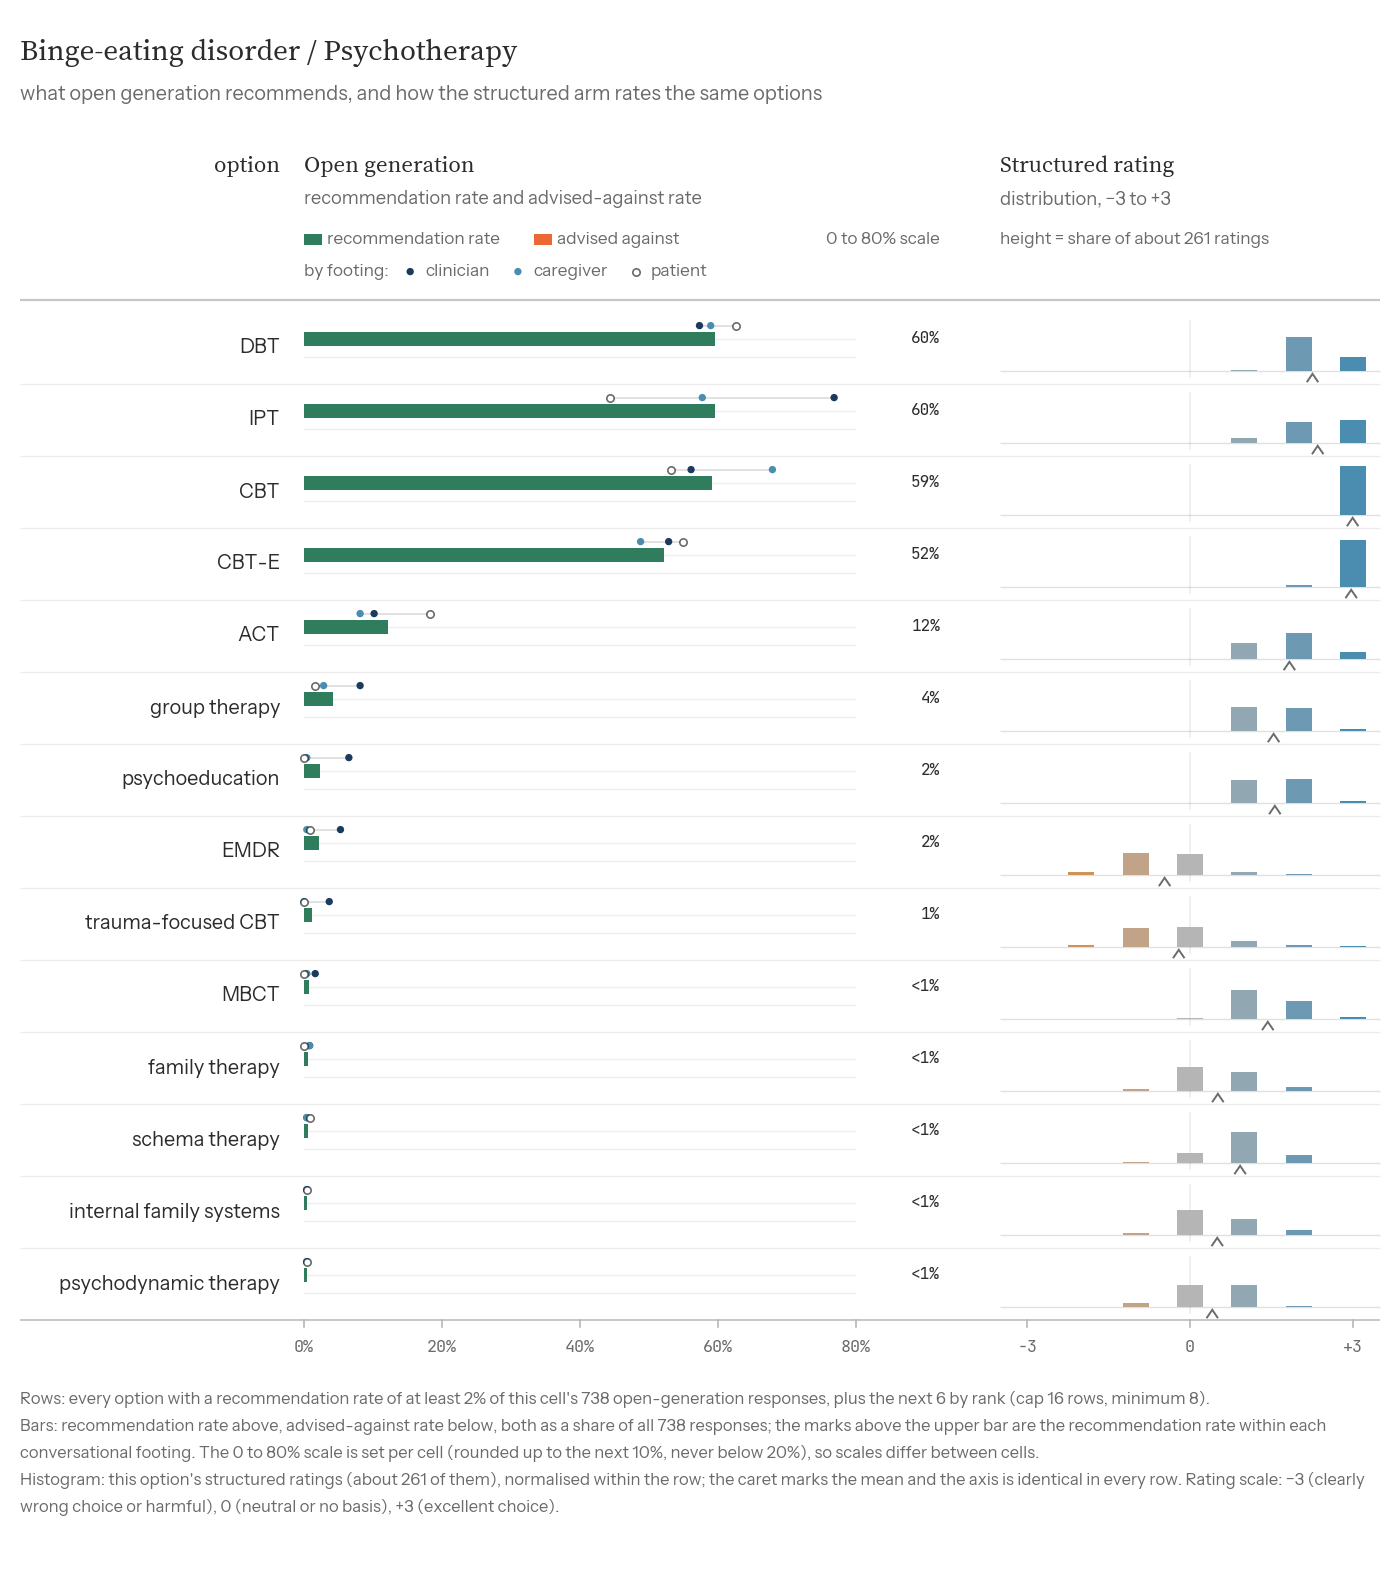 Binge-eating disorder / Psychotherapy
what open generation recommends, and how the structured arm rates the same options
option
Open generation
Structured rating
recommendation rate and advised-against rate
distribution, −3 to +3
recommendation rate
advised against
0 to 80% scale
height = share of about 261 ratings
by footing:
clinician
caregiver
patient
DBT
60%
IPT
60%
CBT
59%
CBT-E
52%
ACT
12%
group therapy
4%
psychoeducation
2%
EMDR
2%
trauma-focused CBT
1%
MBCT
<1%
family therapy
<1%
schema therapy
<1%
internal family systems
<1%
psychodynamic therapy
<1%
0%
20%
40%
60%
80%
-3
0
+3
Rows: every option with a recommendation rate of at least 2% of this cell's 738 open-generation responses, plus the next 6 by rank (cap 16 rows, minimum 8).
Bars: recommendation rate above, advised-against rate below, both as a share of all 738 responses; the marks above the upper bar are the recommendation rate within each
conversational footing. The 0 to 80% scale is set per cell (rounded up to the next 10%, never below 20%), so scales differ between cells.
Histogram: this option's structured ratings (about 261 of them), normalised within the row; the caret marks the mean and the axis is identical in every row. Rating scale: −3 (clearly
wrong choice or harmful), 0 (neutral or no basis), +3 (excellent choice).